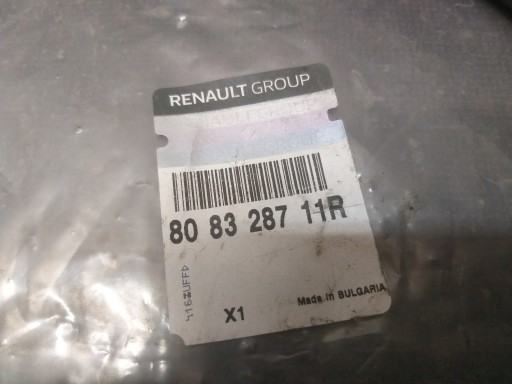 RENAULT GROUP
80 83 287 11R
X1
Made in BULGARIA